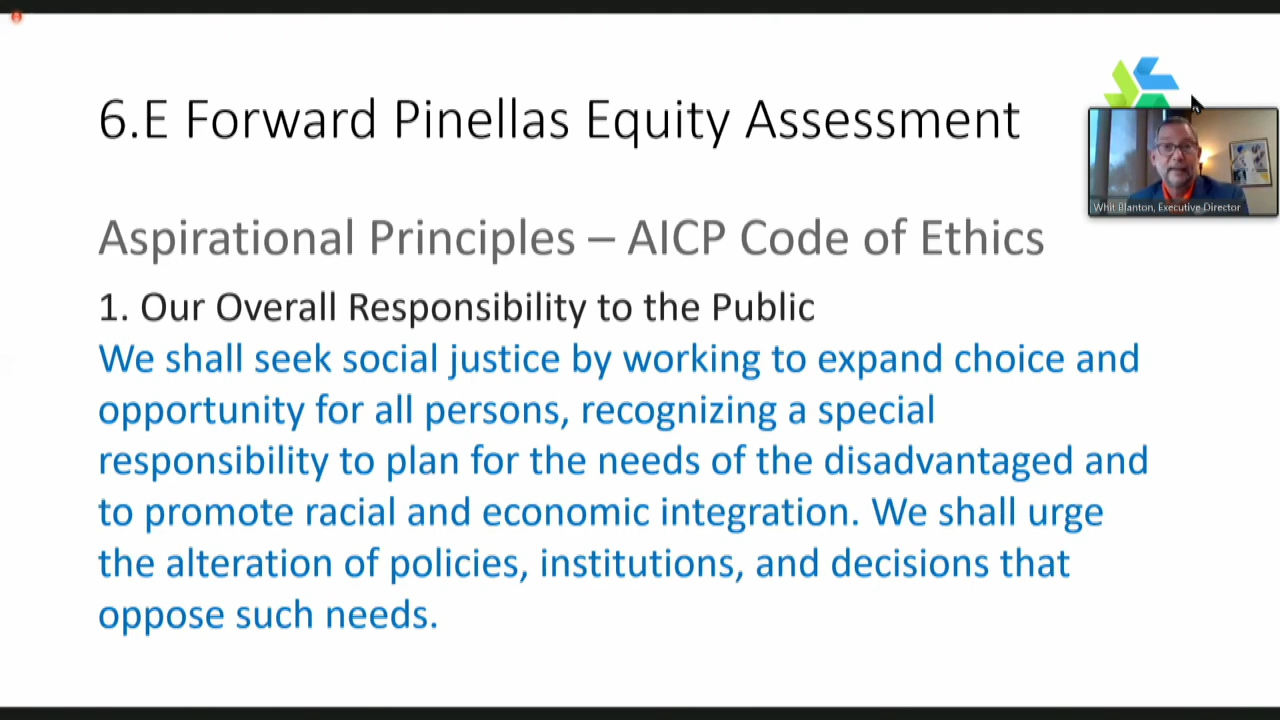 6.E Forward Pinellas Equity Assessment
Whit Blanton, Executive Director
Aspirational Principles – AICP Code of Ethics
1. Our Overall Responsibility to the Public
We shall seek social justice by working to expand choice and
opportunity for all persons, recognizing a special
responsibility to plan for the needs of the disadvantaged and
to promote racial and economic integration. We shall urge
the alteration of policies, institutions, and decisions that
oppose such needs.